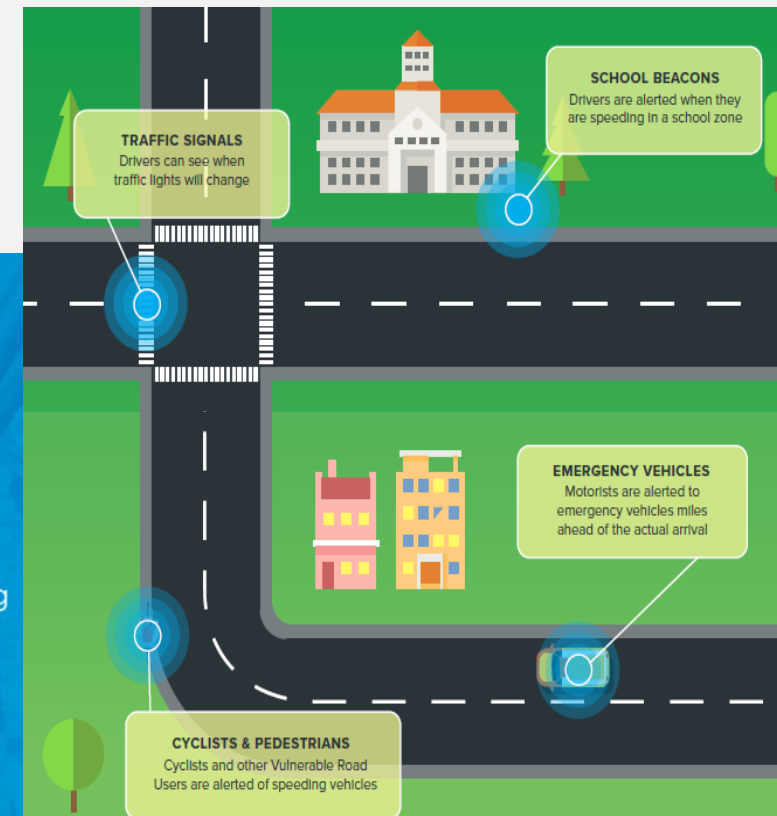 SCHOOL BEACONS
Drivers are alerted when they
are speeding in a school zone
TRAFFIC SIGNALS
Drivers can see when
traffic lights will change
EMERGENCY VEHICLES
Motorists are alerted to
emergency vehicles miles
ahead of the actual arrival
g
CYCLISTS & PEDESTRIANS
Cyclists and other Vulnerable Road
Users are alerted of speeding vehicles